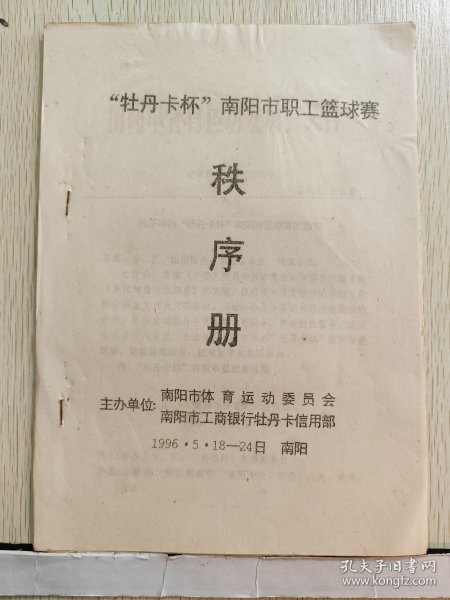 “牡丹卡杯”南阳市职工篮球赛
秩
序
册
主办单位:
南阳市体育运动委员会
南阳市工商银行牡丹卡信用部
1996·5·18—24日 南阳
孔夫子旧书网
www.kongfz.com